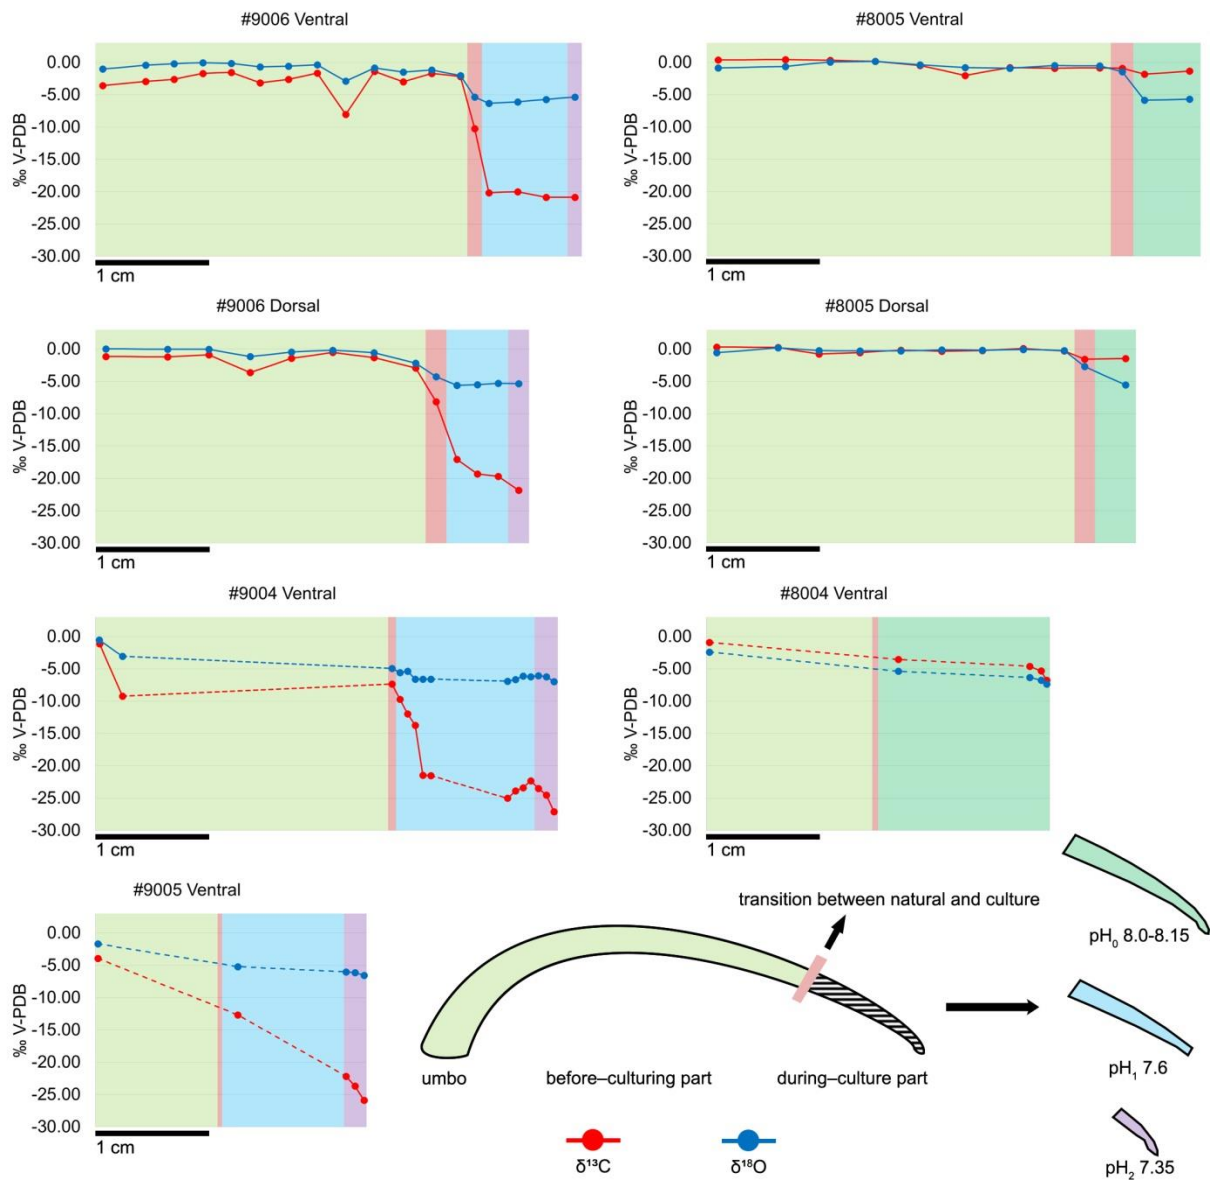 #9006 Ventral
0.00
-5.00
-10.00
-15.00
-20.00
-25.00
-30.00
‰ V-PDB
1 cm
#8005 Ventral
0.00
-5.00
-10.00
-15.00
-20.00
-25.00
-30.00
‰ V-PDB
1 cm
#9006 Dorsal
0.00
-5.00
-10.00
-15.00
-20.00
-25.00
-30.00
‰ V-PDB
1 cm
#8005 Dorsal
0.00
-5.00
-10.00
-15.00
-20.00
-25.00
-30.00
‰ V-PDB
1 cm
#9004 Ventral
0.00
-5.00
-10.00
-15.00
-20.00
-25.00
-30.00
‰ V-PDB
1 cm
#8004 Ventral
0.00
-5.00
-10.00
-15.00
-20.00
-25.00
-30.00
‰ V-PDB
1 cm
#9005 Ventral
0.00
-5.00
-10.00
-15.00
-20.00
-25.00
-30.00
‰ V-PDB
1 cm
transition between natural and culture
umbo
before–culturing part
during–culture part
pH₀ 8.0-8.15
pH₁ 7.6
pH₂ 7.35
δ¹³C
δ¹⁸O